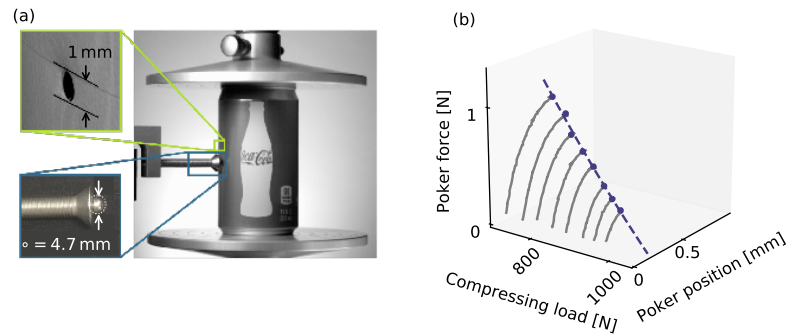 (a)
1 mm
Coca-Cola
∘ = 4.7 mm
(b)
Poker force [N]
1
0
800
1000
Compressing load [N]
0
0.5
Poker position [mm]